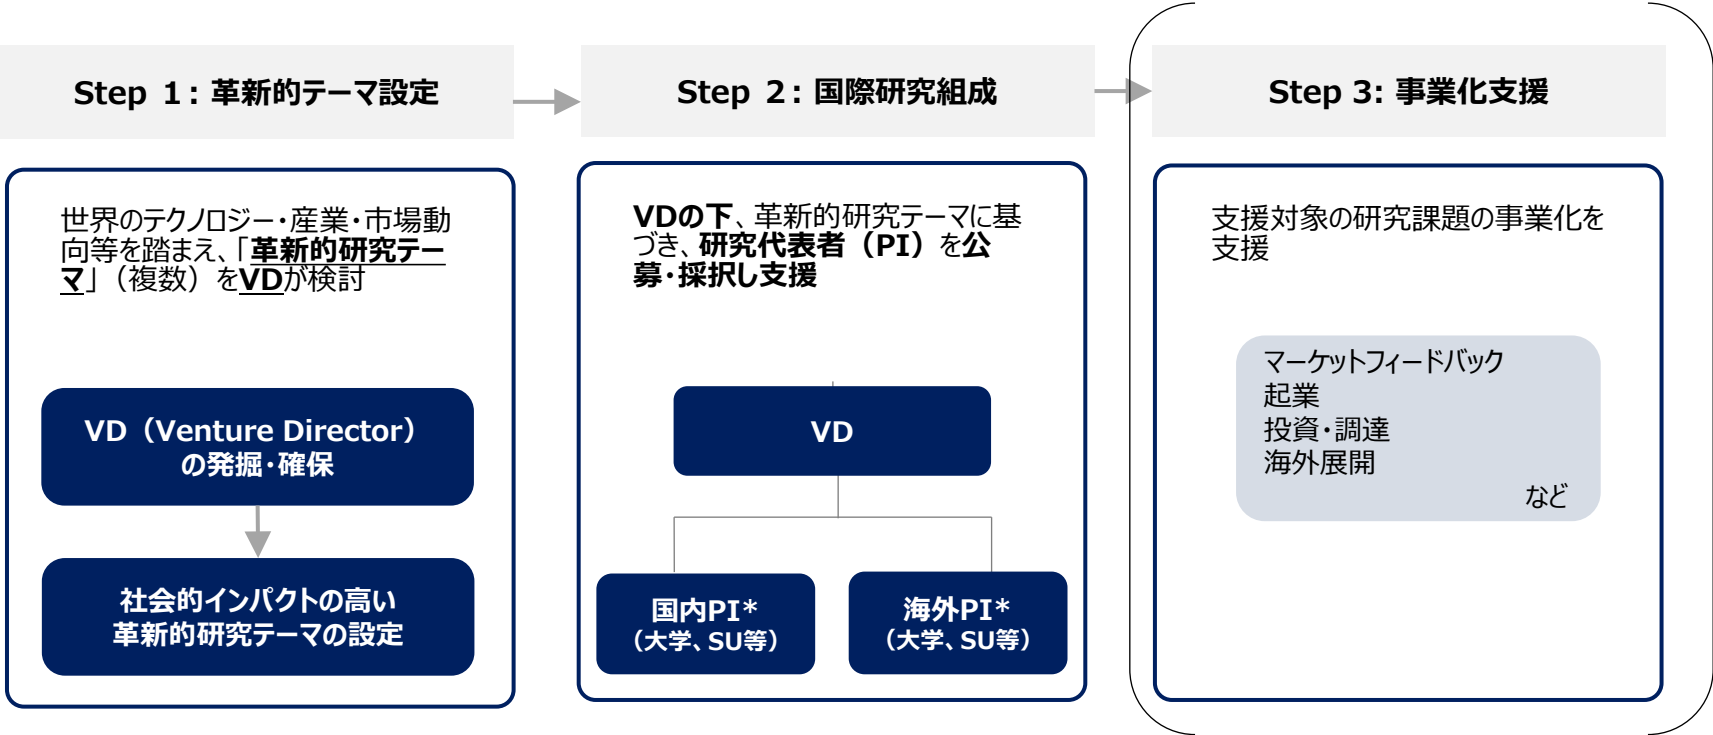 Step 1：革新的テーマ設定
世界のテクノロジー・産業・市場動
向等を踏まえ、「革新的研究テー
マ」（複数）をVDが検討
VD（Venture Director）
の発掘・確保
社会的インパクトの高い
革新的研究テーマの設定
Step 2：国際研究組成
VDの下、革新的研究テーマに基
づき、研究代表者（PI）を公
募・採択し支援
VD
国内PI*
（大学、SU等）
海外PI*
（大学、SU等）
Step 3: 事業化支援
支援対象の研究課題の事業化を
支援
マーケットフィードバック
起業
投資・調達
海外展開
など